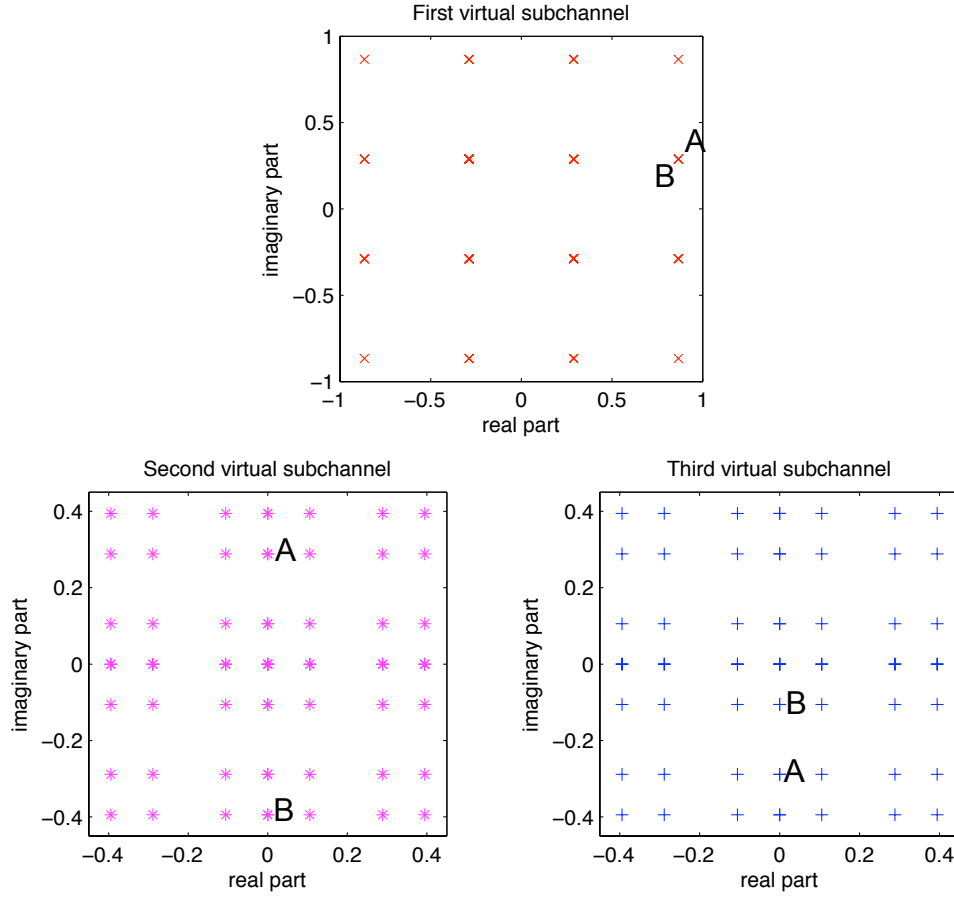 First virtual subchannel
1
0.5
0
−0.5
−1
imaginary part
A
B
−1 −0.5 0 0.5 1
real part
Second virtual subchannel
0.4
0.2
0
−0.2
−0.4
imaginary part
A
B
−0.4 −0.2 0 0.2 0.4
real part
Third virtual subchannel
0.4
0.2
0
−0.2
−0.4
imaginary part
B
A
−0.4 −0.2 0 0.2 0.4
real part